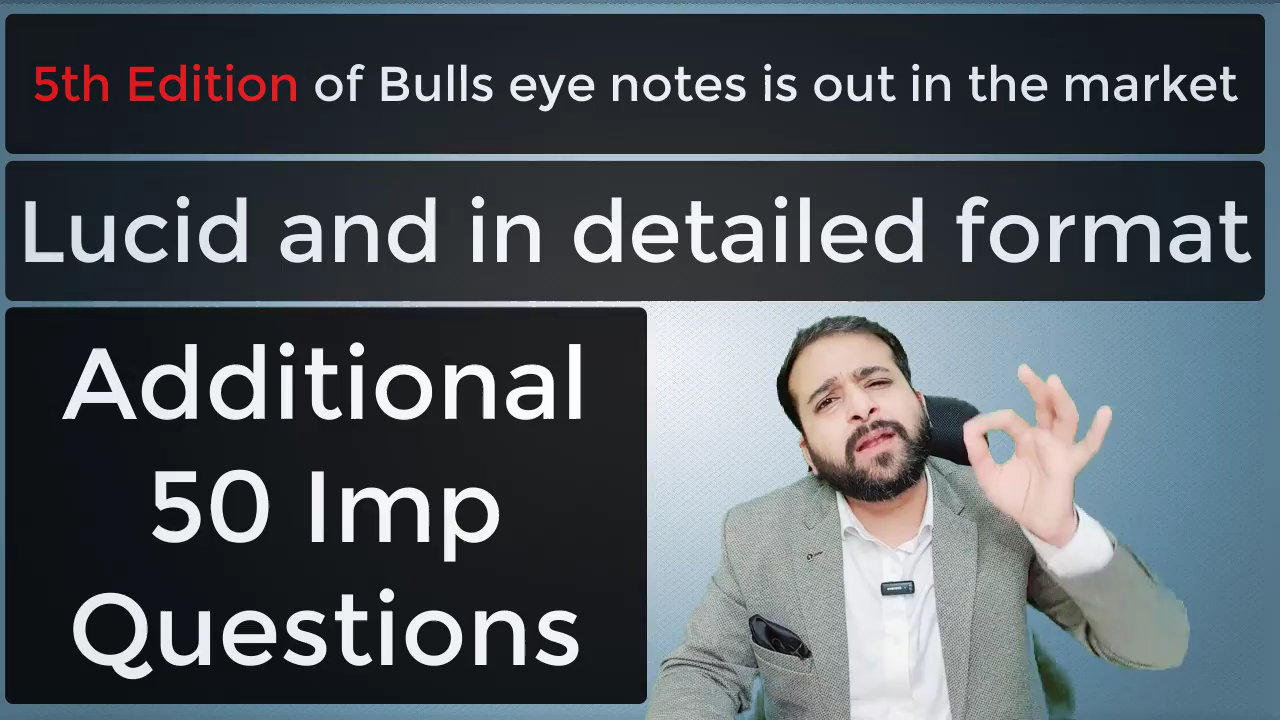 5th Edition of Bulls eye notes is out in the market
Lucid and in detailed format
Additional
50 Imp
Questions